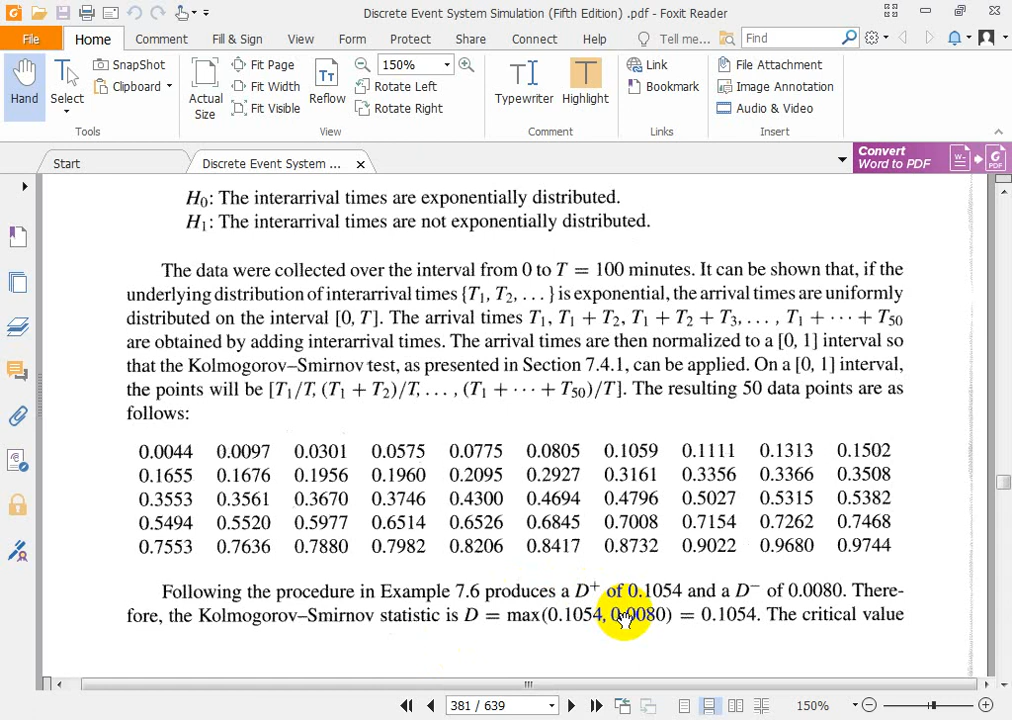 Discrete Event System Simulation (Fifth Edition) .pdf - Foxit Reader
File Home Comment Fill & Sign View Form Protect Share Connect Help Tell me... Find
Hand
Select
SnapShot
Clipboard
Tools
Actual Size
Fit Page
Fit Width
Fit Visible
Reflow
150%
Rotate Left
Rotate Right
View
Typewriter
Highlight
Comment
Link
Bookmark
Links
File Attachment
Image Annotation
Audio & Video
Insert
Start Discrete Event System ...
Convert
Word to PDF
H₀: The interarrival times are exponentially distributed.
H₁: The interarrival times are not exponentially distributed.
The data were collected over the interval from 0 to T = 100 minutes. It can be shown that, if the
underlying distribution of interarrival times {T₁, T₂, . . . } is exponential, the arrival times are uniformly
distributed on the interval [0, T]. The arrival times T₁, T₁ + T₂, T₁ + T₂ + T₃, . . . , T₁ + · · · + T₅₀
are obtained by adding interarrival times. The arrival times are then normalized to a [0, 1] interval so
that the Kolmogorov–Smirnov test, as presented in Section 7.4.1, can be applied. On a [0, 1] interval,
the points will be [T₁/T, (T₁ + T₂)/T, . . . , (T₁ + · · · + T₅₀)/T]. The resulting 50 data points are as
follows:
0.0044 0.0097 0.0301 0.0575 0.0775 0.0805 0.1059 0.1111 0.1313 0.1502
0.1655 0.1676 0.1956 0.1960 0.2095 0.2927 0.3161 0.3356 0.3366 0.3508
0.3553 0.3561 0.3670 0.3746 0.4300 0.4694 0.4796 0.5027 0.5315 0.5382
0.5494 0.5520 0.5977 0.6514 0.6526 0.6845 0.7008 0.7154 0.7262 0.7468
0.7553 0.7636 0.7880 0.7982 0.8206 0.8417 0.8732 0.9022 0.9680 0.9744
Following the procedure in Example 7.6 produces a D⁺ of 0.1054 and a D⁻ of 0.0080. There-
fore, the Kolmogorov–Smirnov statistic is D = max(0.1054, 0.0080) = 0.1054. The critical value
381 / 639
150%